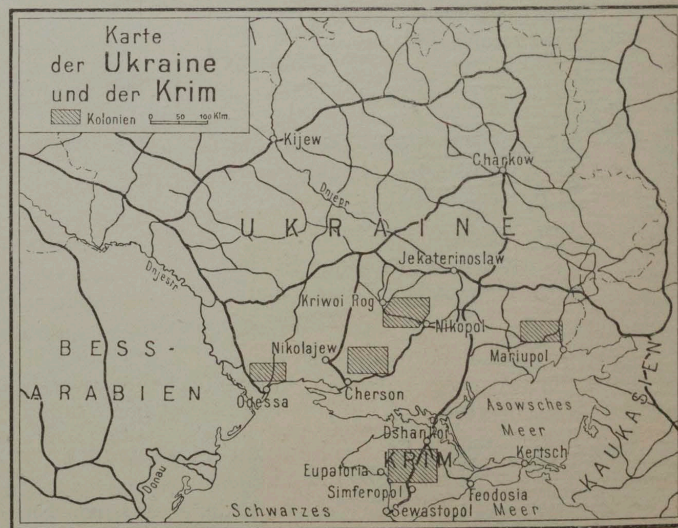 Karte
der Ukraine
und der Krim
Kolonien 0 50 100 Klm.
Kijew
Charkow
Dnjepr
UKRAINE
Jekaterinoslaw
Dnjestr
Kriwoi Rog
Nikopol
BESS-
ARABIEN
Nikolajew
Mariupol
Odessa
Cherson
Asowsches
Meer
KAUKASIEN
Dshankoi
Kertsch
KRIM
Eupatoria
Donau
Simferopol
Feodosia
Schwarzes
Sewastopol
Meer